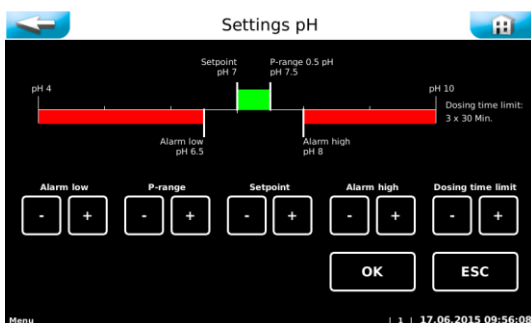 Settings pH
Setpoint
pH 7
P-range 0.5 pH
pH 7.5
pH 4
pH 10
Dosing time limit:
3 x 30 Min.
Alarm low
pH 6.5
Alarm high
pH 8
Alarm low
P-range
Setpoint
Alarm high
Dosing time limit
- + - + - + - + - +
OK
ESC
Menu
| 1 | 17.06.2015 09:56:08